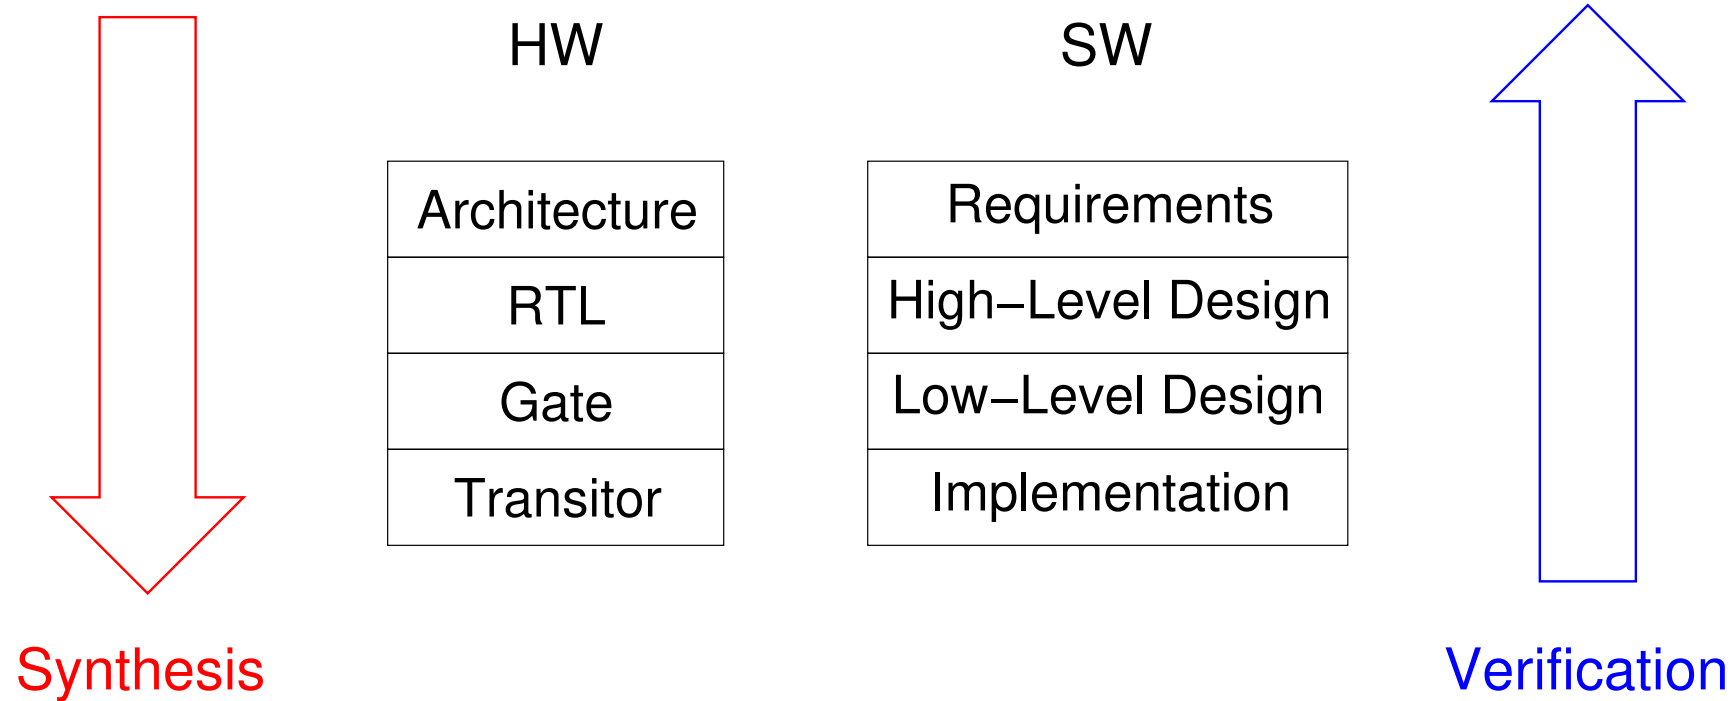 HW
SW
Architecture
RTL
Gate
Transitor
Requirements
High–Level Design
Low–Level Design
Implementation
Synthesis
Verification